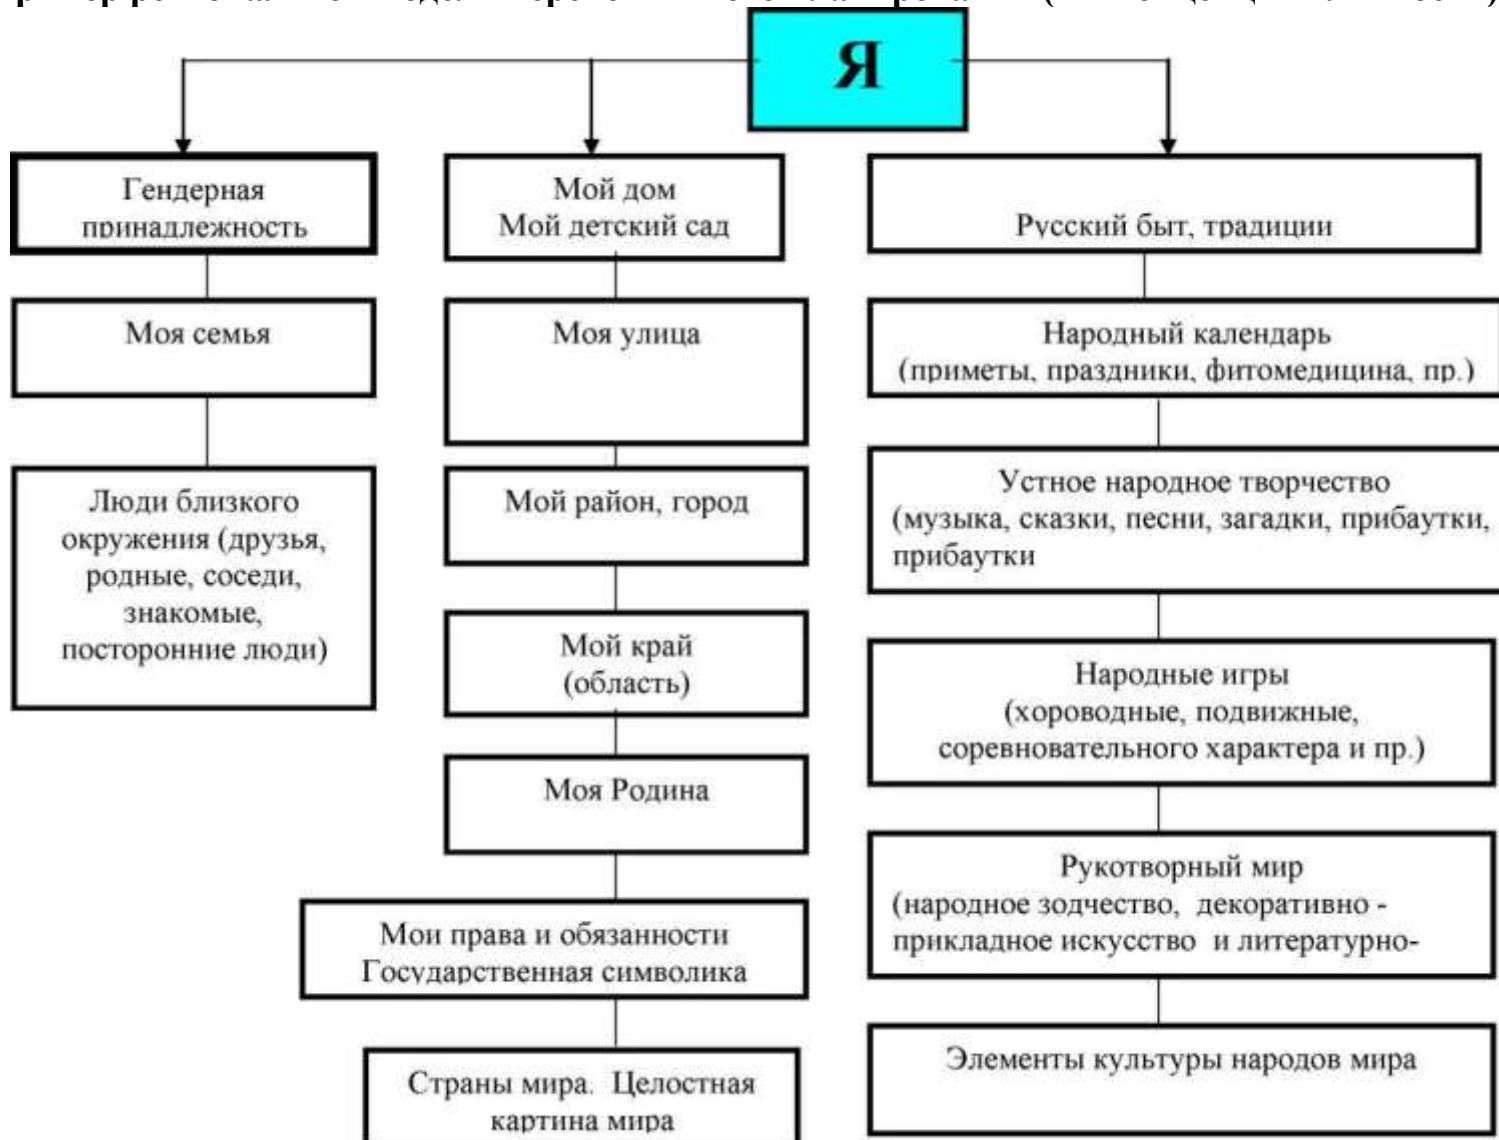 Я
Гендерная
принадлежность
Моя семья
Люди близкого
окружения (друзья,
родные, соседи,
знакомые,
посторонние люди)
Мой дом
Мой детский сад
Моя улица
Мой район, город
Мой край
(область)
Моя Родина
Мои права и обязанности
Государственная символика
Страны мира. Целостная
картина мира
Русский быт, традиции
Народный календарь
(приметы, праздники, фитомедицина, пр.)
Устное народное творчество
(музыка, сказки, песни, загадки, прибаутки,
прибаутки
Народные игры
(хороводные, подвижные,
соревновательного характера и пр.)
Рукотворный мир
(народное зодчество, декоративно -
прикладное искусство и литературно-
Элементы культуры народов мира